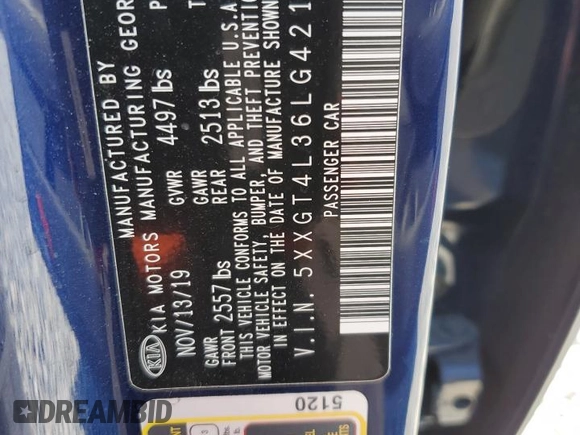 MANUFACTURED BY
KIA KIA MOTORS MANUFACTURING GEOR
NOV/13/19 GVWR 4497 lbs
GAWR GAWR
FRONT 2557 lbs REAR 2513 lbs
THIS VEHICLE CONFORMS TO ALL APPLICABLE U.S.A
MOTOR VEHICLE SAFETY, BUMPER, AND THEFT PREVENTI
IN EFFECT ON THE DATE OF MANUFACTURE SHOWN
V.I.N. 5XXGT4L36LG421
PASSENGER CAR
5120
DREAMBID